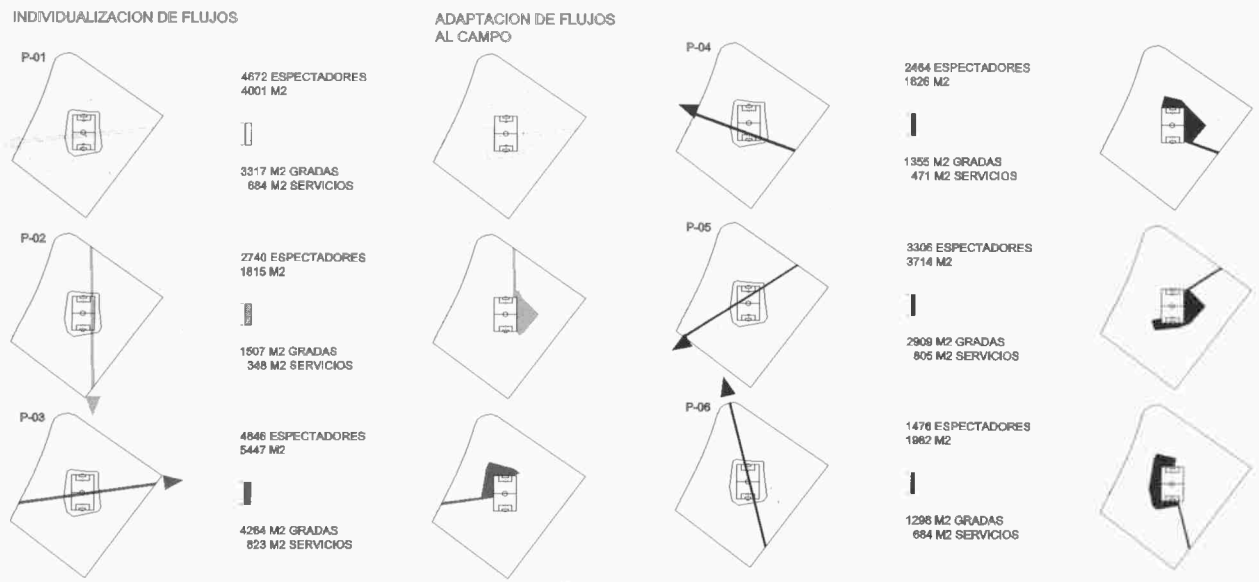 INDIVIDUALIZACION DE FLUJOS
ADAPTACION DE FLUJOS
AL CAMPO
P-01
4672 ESPECTADORES
4001 M2
3317 M2 GRADAS
684 M2 SERVICIOS
P-02
2740 ESPECTADORES
1815 M2
1507 M2 GRADAS
348 M2 SERVICIOS
P-03
4846 ESPECTADORES
5447 M2
4264 M2 GRADAS
823 M2 SERVICIOS
P-04
2464 ESPECTADORES
1826 M2
1355 M2 GRADAS
471 M2 SERVICIOS
P-05
3306 ESPECTADORES
3714 M2
2909 M2 GRADAS
805 M2 SERVICIOS
P-06
1476 ESPECTADORES
1982 M2
1298 M2 GRADAS
684 M2 SERVICIOS